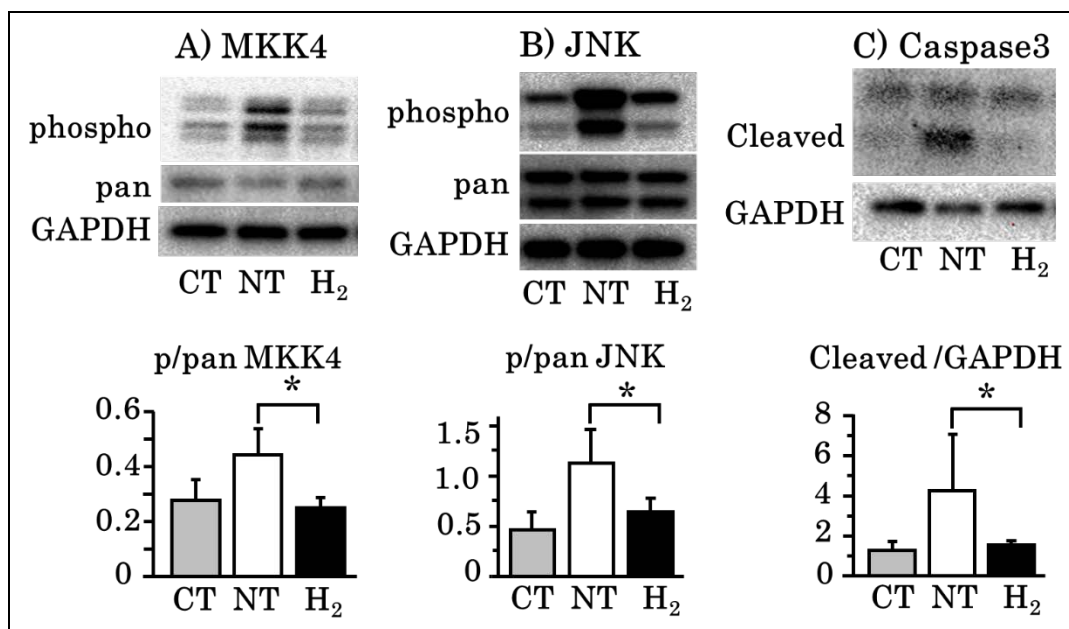 A) MKK4
phospho
pan
GAPDH
CT NT H₂
B) JNK
phospho
pan
GAPDH
CT NT H₂
C) Caspase3
Cleaved
GAPDH
CT NT H₂
p/pan MKK4
*
0.6
0.4
0.2
0
CT NT H₂
p/pan JNK
*
1.5
1.0
0.5
0
CT NT H₂
Cleaved /GAPDH
*
8
6
4
2
0
CT NT H₂